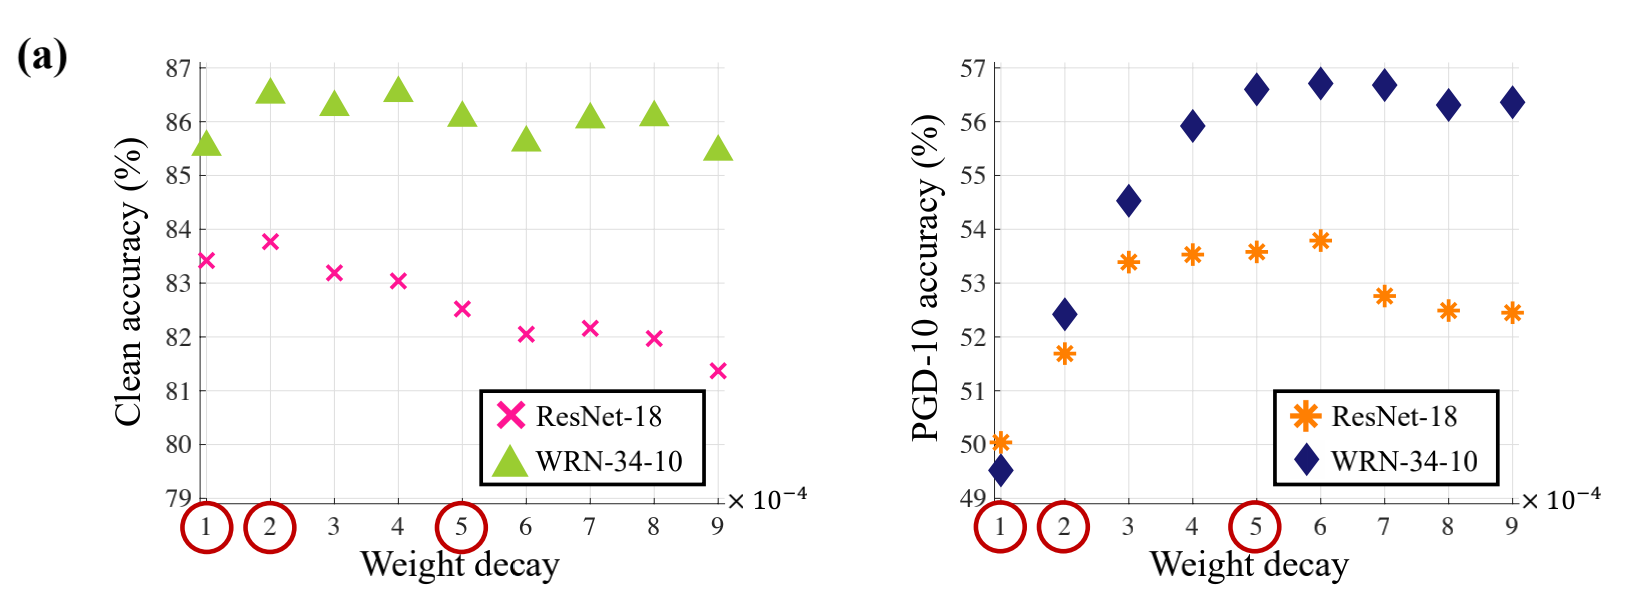 (a)
Clean accuracy (%)
87
86
85
84
83
82
81
80
79
ResNet-18
WRN-34-10
1 2 3 4 5 6 7 8 9
× 10⁻⁴
Weight decay
PGD-10 accuracy (%)
57
56
55
54
53
52
51
50
49
ResNet-18
WRN-34-10
1 2 3 4 5 6 7 8 9
× 10⁻⁴
Weight decay